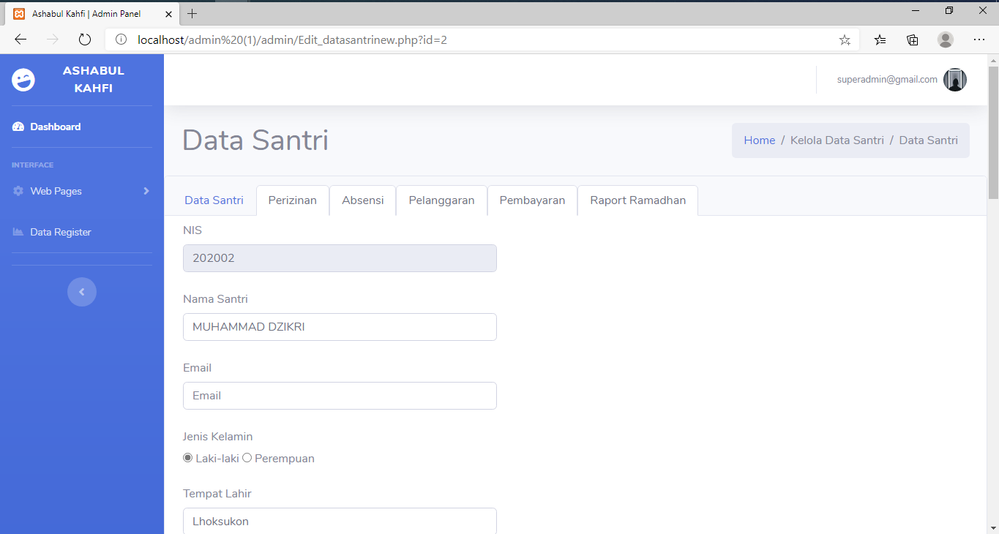 Ashabul Kahfi | Admin Panel
localhost/admin%20(1)/admin/Edit_datasantrinew.php?id=2
ASHABUL
KAHFI
superadmin@gmail.com
Dashboard
INTERFACE
Web Pages
Data Register
Data Santri
Home / Kelola Data Santri / Data Santri
Data Santri Perizinan Absensi Pelanggaran Pembayaran Raport Ramadhan
NIS
202002
Nama Santri
MUHAMMAD DZIKRI
Email
Email
Jenis Kelamin
Laki-laki Perempuan
Tempat Lahir
Lhoksukon